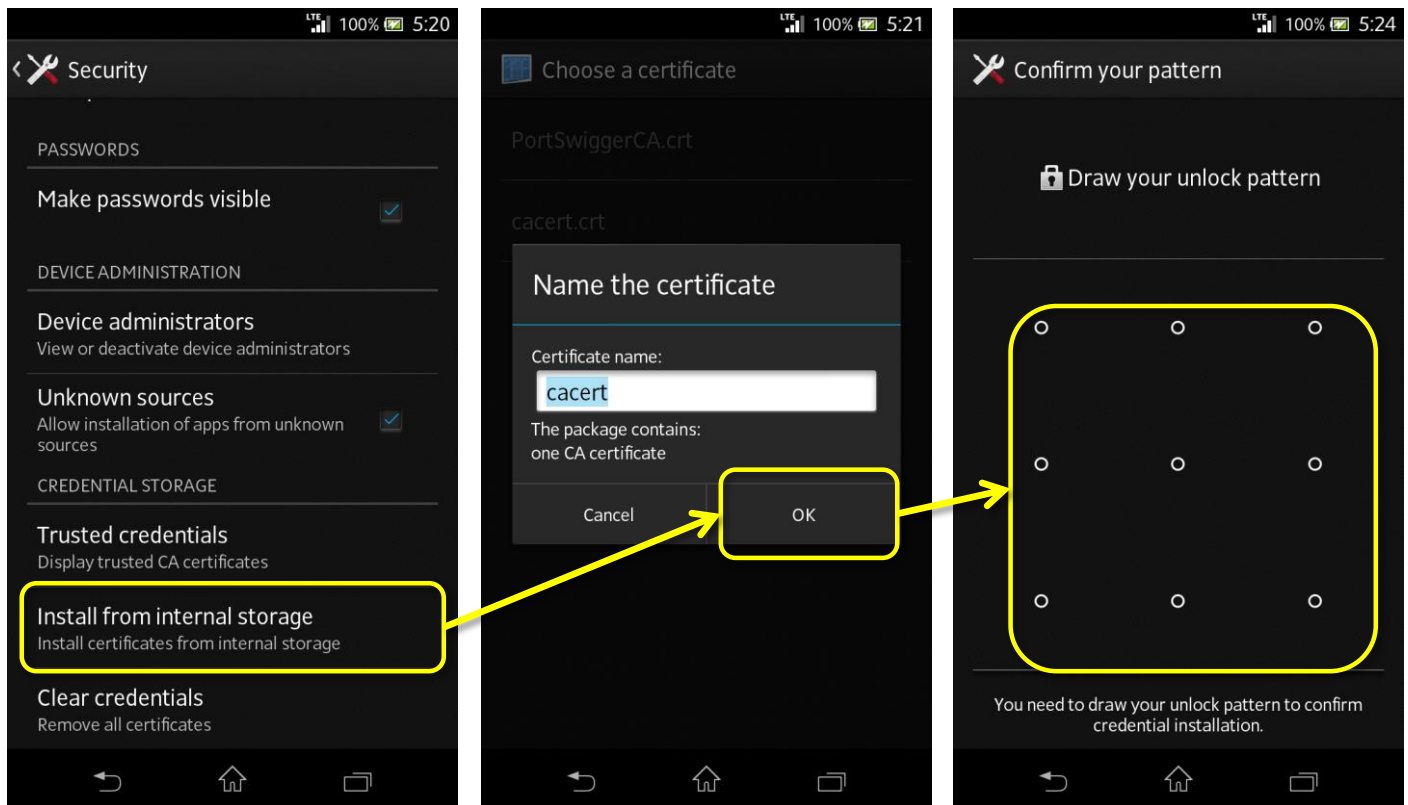 LTE 100% 5:20
Security
PASSWORDS
Make passwords visible
DEVICE ADMINISTRATION
Device administrators
View or deactivate device administrators
Unknown sources
Allow installation of apps from unknown
sources
CREDENTIAL STORAGE
Trusted credentials
Display trusted CA certificates
Install from internal storage
Install certificates from internal storage
Clear credentials
Remove all certificates
LTE 100% 5:21
Choose a certificate
PortSwiggerCA.crt
cacert.crt
Name the certificate
Certificate name:
cacert
The package contains:
one CA certificate
Cancel OK
LTE 100% 5:24
Confirm your pattern
Draw your unlock pattern
You need to draw your unlock pattern to confirm
credential installation.